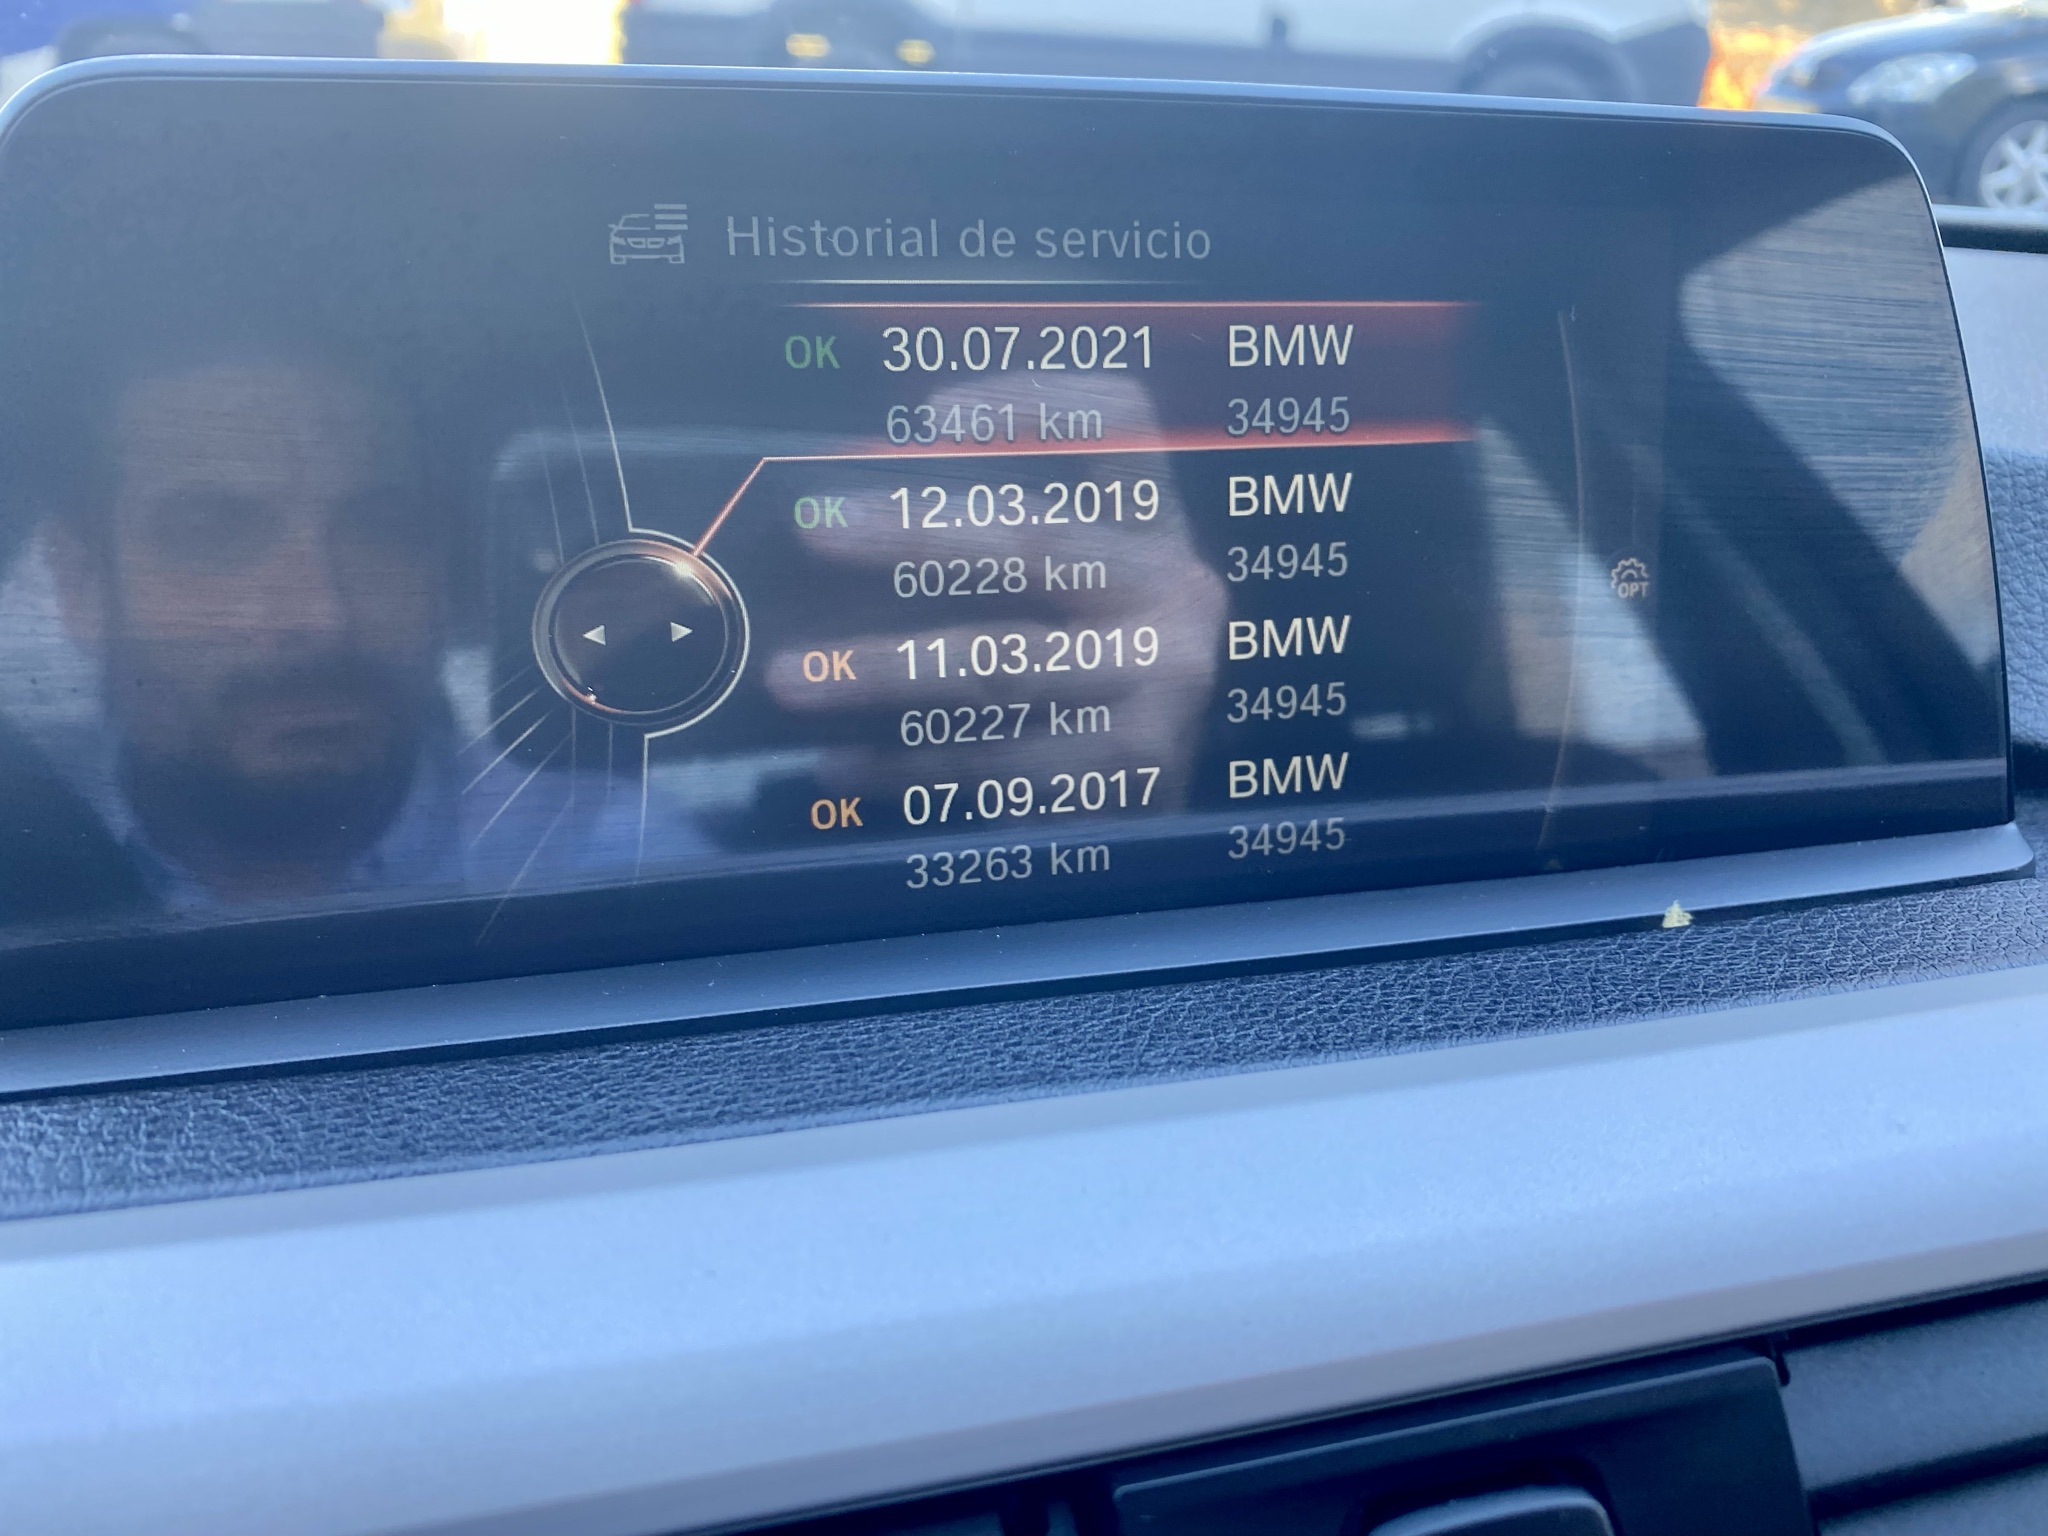 Historial de servicio
OK 30.07.2021 BMW
63461 km 34945
OK 12.03.2019 BMW
60228 km 34945
OK 11.03.2019 BMW
60227 km 34945
OK 07.09.2017 BMW
33263 km 34945
OPT